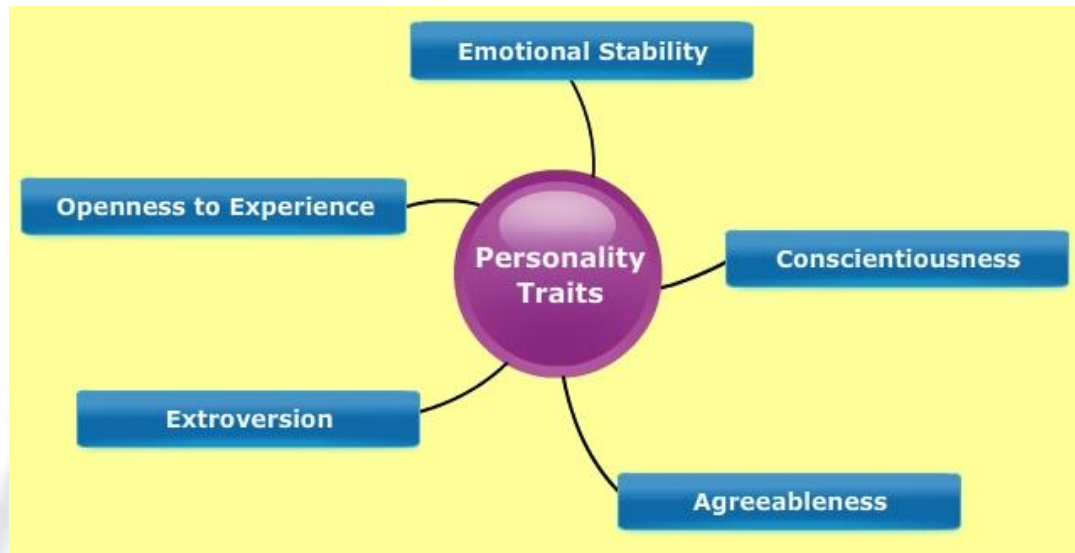 Emotional Stability
Openness to Experience
Personality
Traits
Conscientiousness
Extroversion
Agreeableness